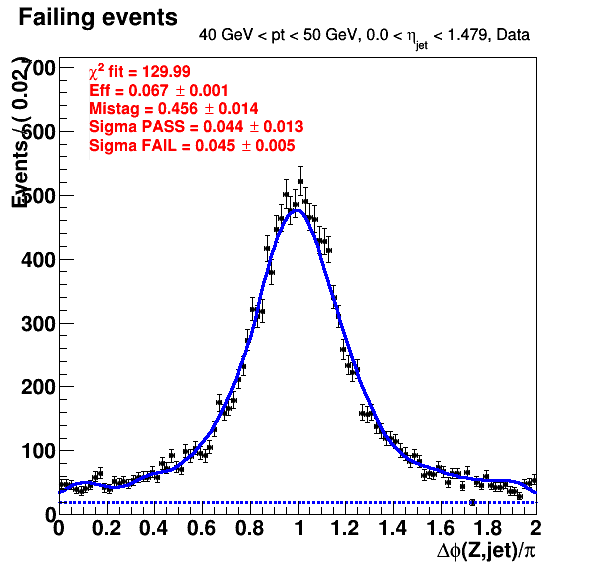 Failing events
40 GeV < pt < 50 GeV, 0.0 < ηjet < 1.479, Data
χ² fit = 129.99
Eff = 0.067 ± 0.001
Mistag = 0.456 ± 0.014
Sigma PASS = 0.044 ± 0.013
Sigma FAIL = 0.045 ± 0.005
Events / ( 0.02 )
700
600
500
400
300
200
100
0
0 0.2 0.4 0.6 0.8 1 1.2 1.4 1.6 1.8 2
Δϕ(Z,jet)/π